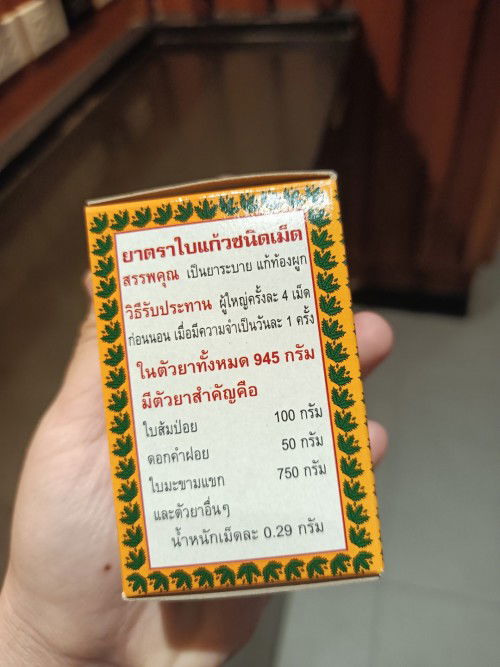 ยาตราใบแก้วชนิดเม็ด
สรรพคุณ เป็นยาระบาย แก้ท้องผูก
วิธีรับประทาน ผู้ใหญ่ครั้งละ 4 เม็ด
ก่อนนอน เมื่อมีความจำเป็นวันละ 1 ครั้ง
ในตัวยาทั้งหมด 945 กรัม
มีตัวยาสำคัญคือ
ใบส้มป่อย 100 กรัม
ดอกคำฝอย 50 กรัม
ใบมะขามแขก 750 กรัม
และตัวยาอื่นๆ
น้ำหนักเม็ดละ 0.29 กรัม